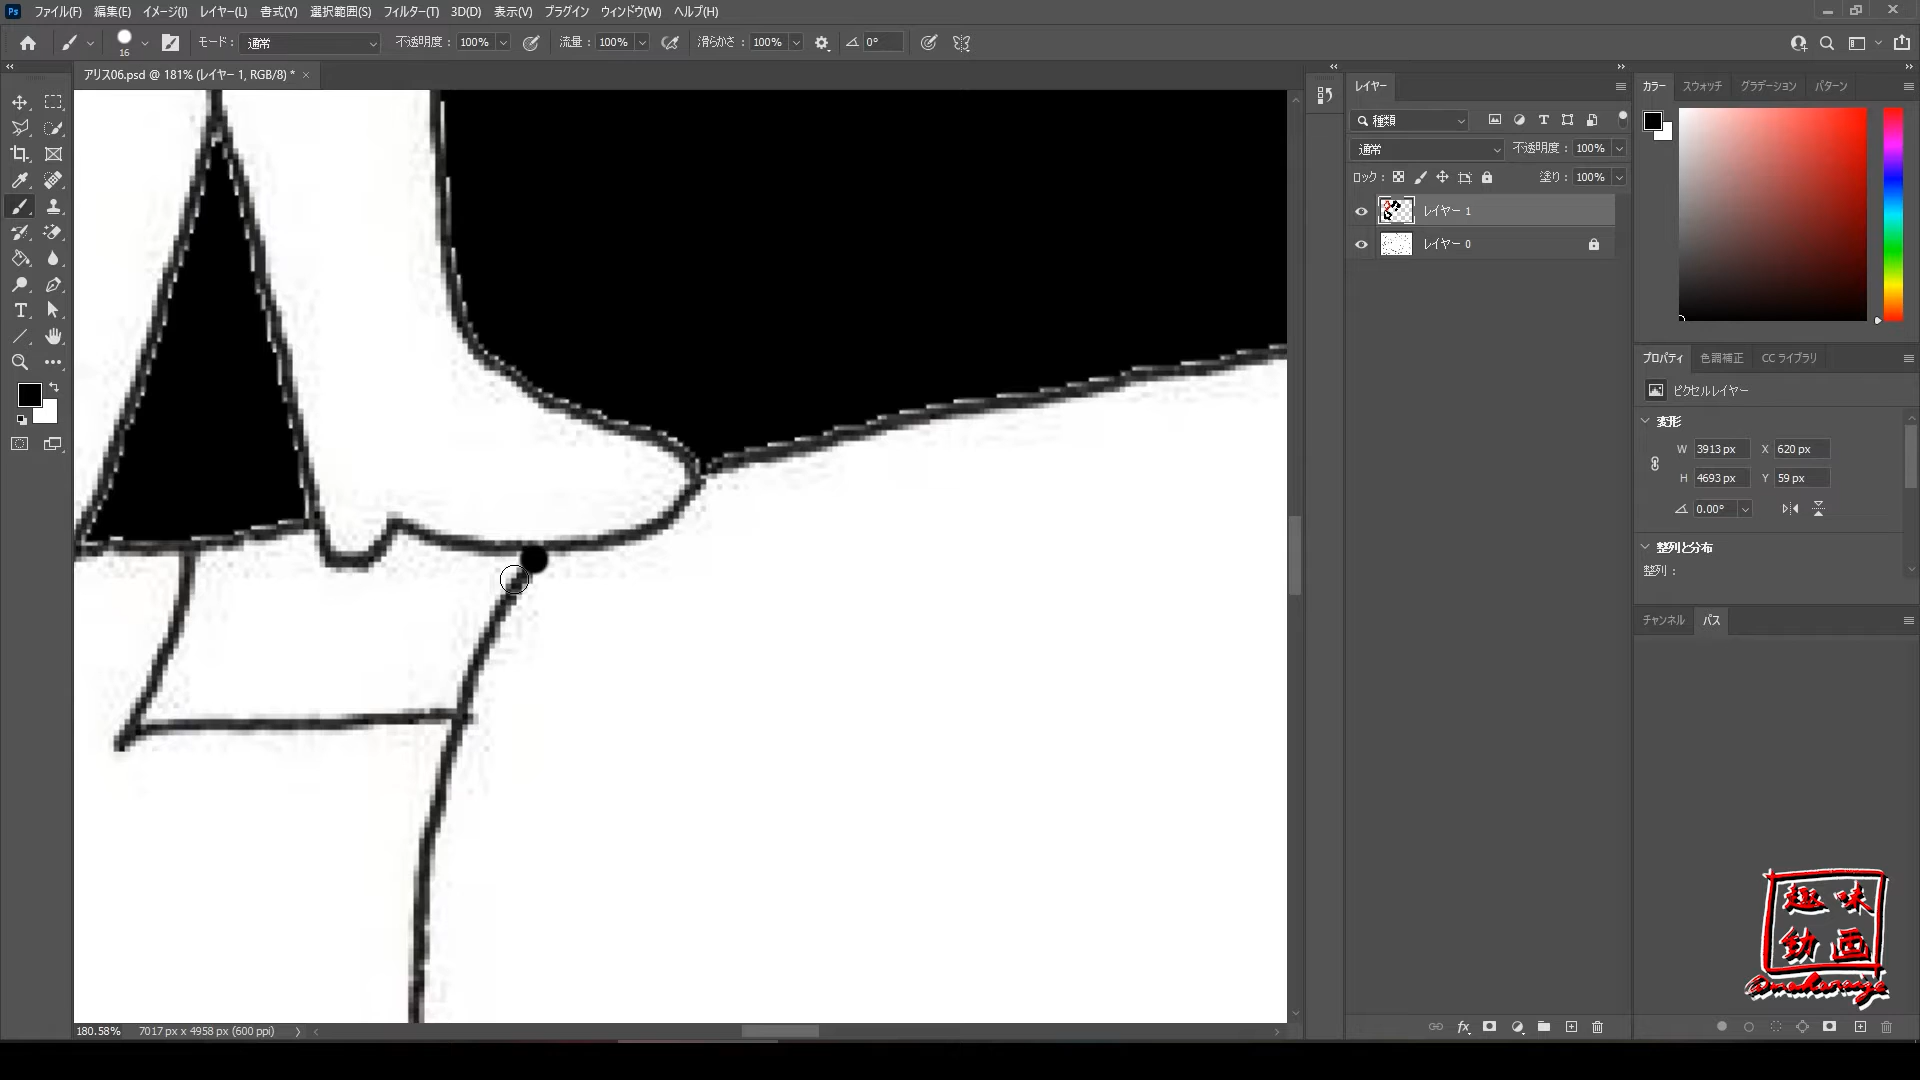 Ps ファイル(F) 編集(E) イメージ(I) レイヤー(L) 書式(Y) 選択範囲(S) フィルター(T) 3D(D) 表示(V) プラグイン ウィンドウ(W) ヘルプ(H)
16 モード： 通常 不透明度： 100% 流量： 100% 滑らかさ： 100% 0°
アリス06.psd @ 181% (レイヤー 1, RGB/8) *
レイヤー
種類
通常 不透明度： 100%
ロック： 塗り： 100%
レイヤー 1
レイヤー 0
カラー スウォッチ グラデーション パターン
プロパティ 色調補正 CC ライブラリ
ピクセルレイヤー
変形
W 3913 px X 620 px
H 4693 px Y 59 px
0.00°
整列と分布
整列：
チャンネル パス
趣味
動画
180.58% 7017 px x 4958 px (600 ppi)
fx